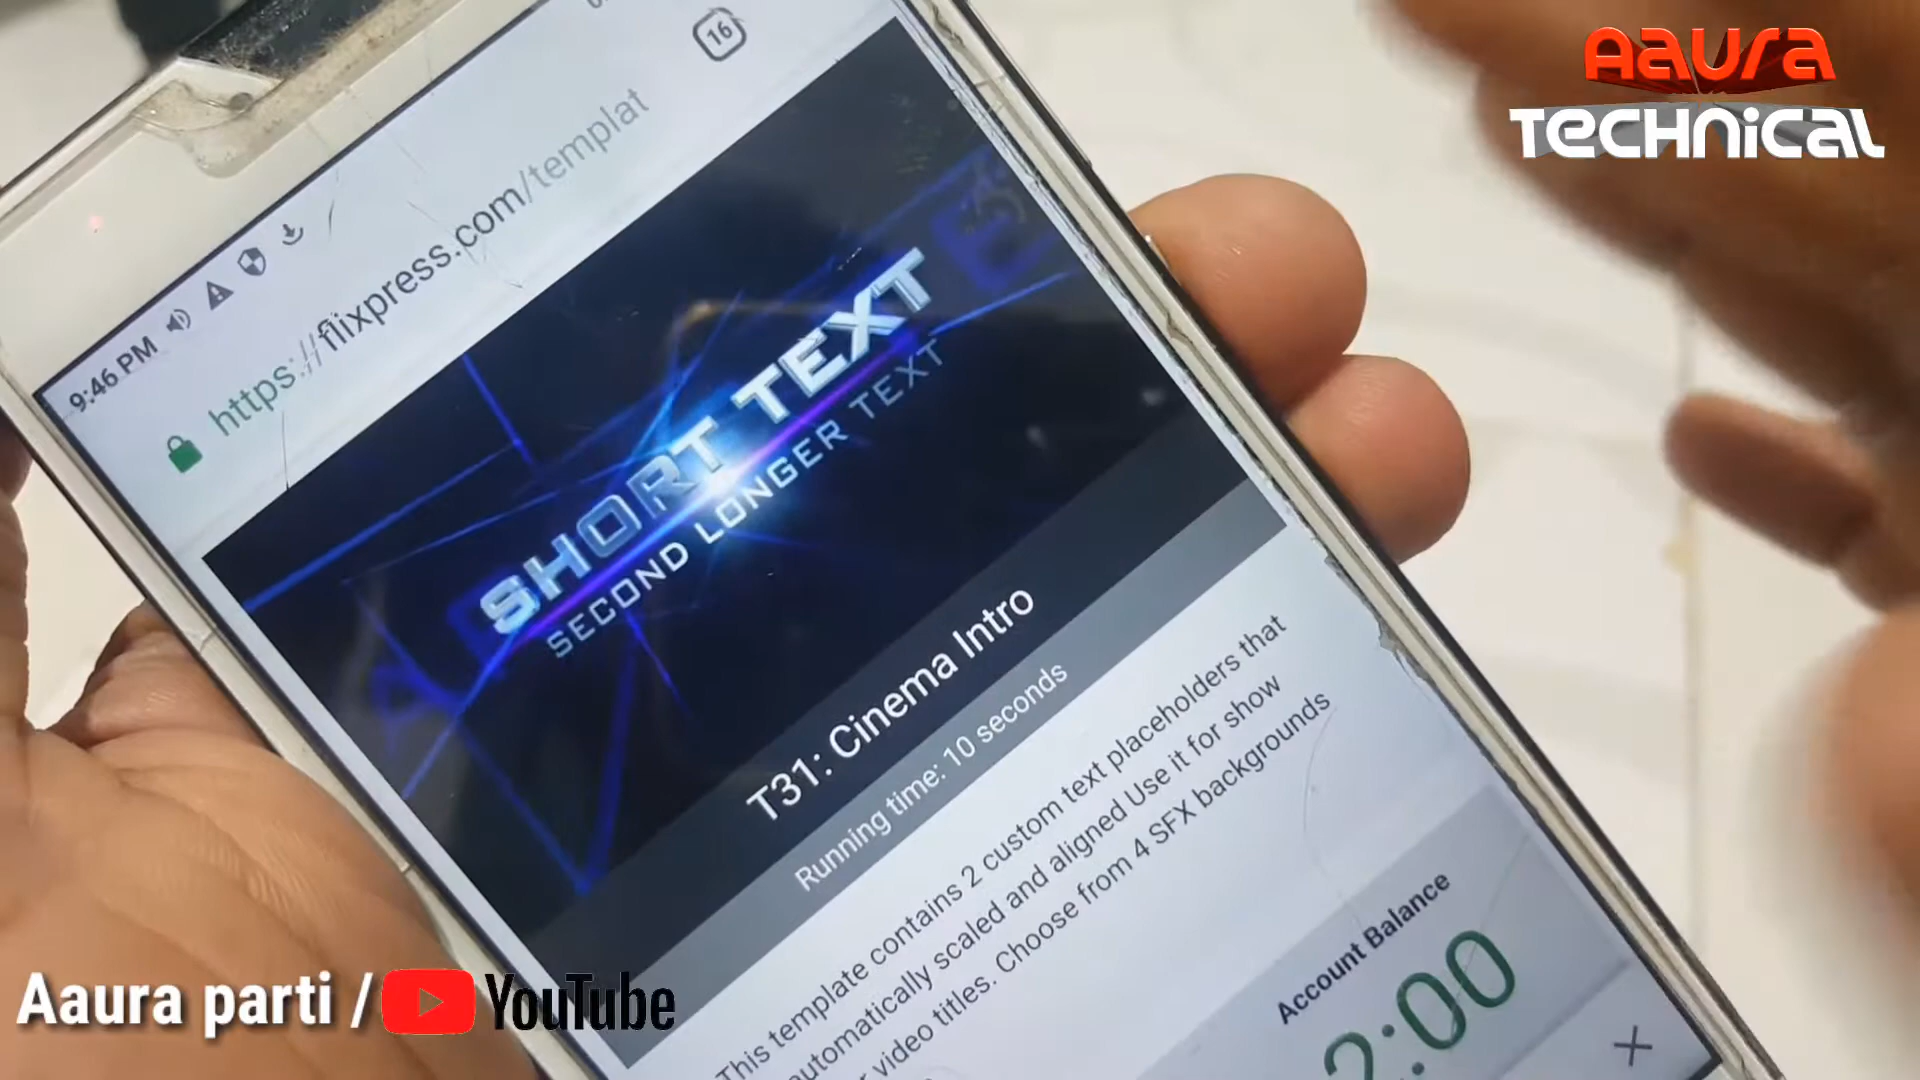 Aaura
Technical
16
9:46 PM
https://flixpress.com/templat
SHORT TEXT
SECOND LONGER TEXT
T31: Cinema Intro
Running time: 10 seconds
This template contains 2 custom text placeholders that
automatically scaled and aligned Use it for show
r video titles. Choose from 4 SFX backgrounds
Account Balance
2:00
+
Aaura parti / YouTube